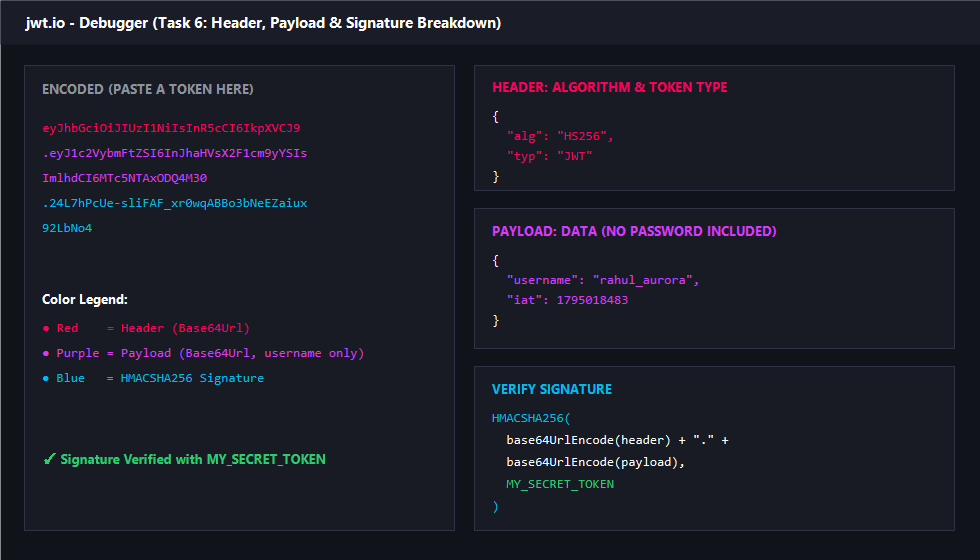 jwt.io - Debugger (Task 6: Header, Payload & Signature Breakdown)
ENCODED (PASTE A TOKEN HERE)
eyJhbGciOiJIUzI1NiIsInR5cCI6IkpXVCJ9
.eyJ1c2VybmFtZSI6InJhaHVsX2F1cm9yYSIs
ImlhdCI6MTc5NTAxODQ4M30
.24L7hPcUe-sliFAF_xr0wqABBo3bNeEZaiux
92LbNo4
Color Legend:
● Red = Header (Base64Url)
● Purple = Payload (Base64Url, username only)
● Blue = HMACSHA256 Signature
✓ Signature Verified with MY_SECRET_TOKEN
HEADER: ALGORITHM & TOKEN TYPE
{
"alg": "HS256",
"typ": "JWT"
}
PAYLOAD: DATA (NO PASSWORD INCLUDED)
{
"username": "rahul_aurora",
"iat": 1795018483
}
VERIFY SIGNATURE
HMACSHA256(
base64UrlEncode(header) + "." +
base64UrlEncode(payload),
MY_SECRET_TOKEN
)